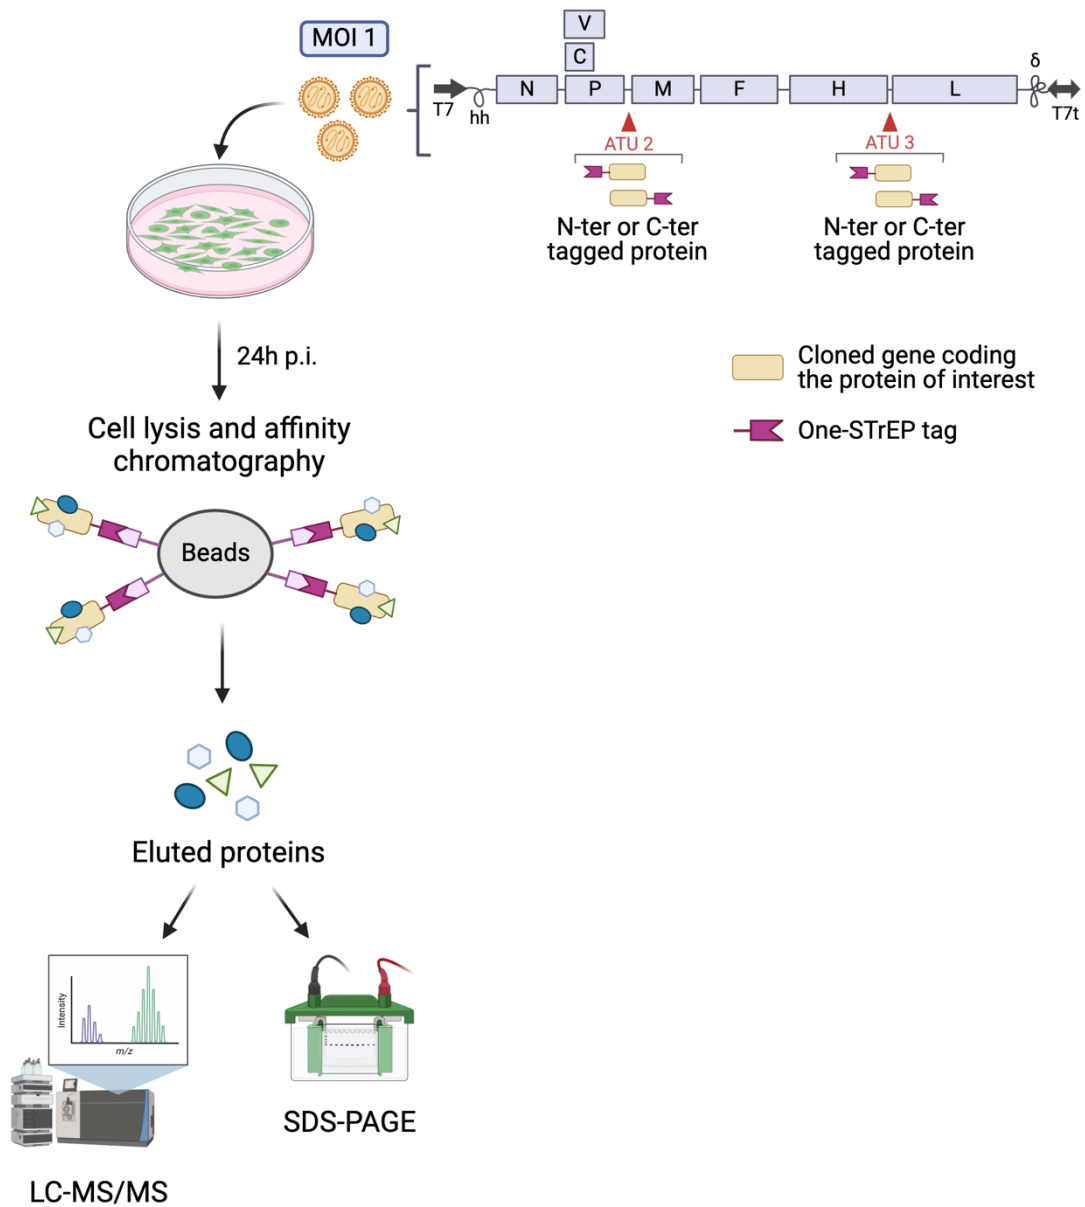 MOI 1
V
C
N
P
M
F
H
L
δ
T7
hh
T7t
ATU 2
ATU 3
N-ter or C-ter
tagged protein
N-ter or C-ter
tagged protein
24h p.i.
Cloned gene coding
the protein of interest
One-STrEP tag
Cell lysis and affinity
chromatography
Beads
Eluted proteins
Intensity
m/z
SDS-PAGE
LC-MS/MS